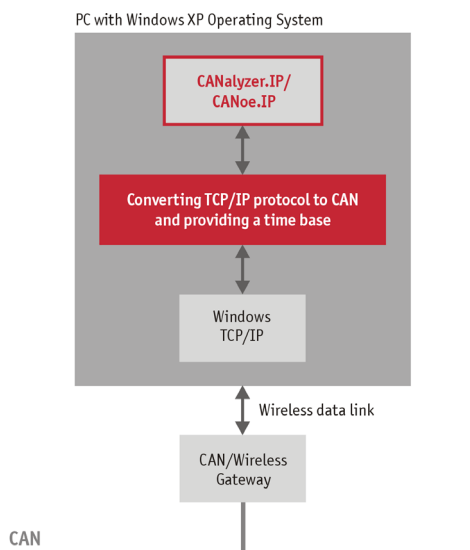 PC with Windows XP Operating System
CANalyzer.IP/
CANoe.IP
Converting TCP/IP protocol to CAN
and providing a time base
Windows
TCP/IP
Wireless data link
CAN/Wireless
Gateway
CAN